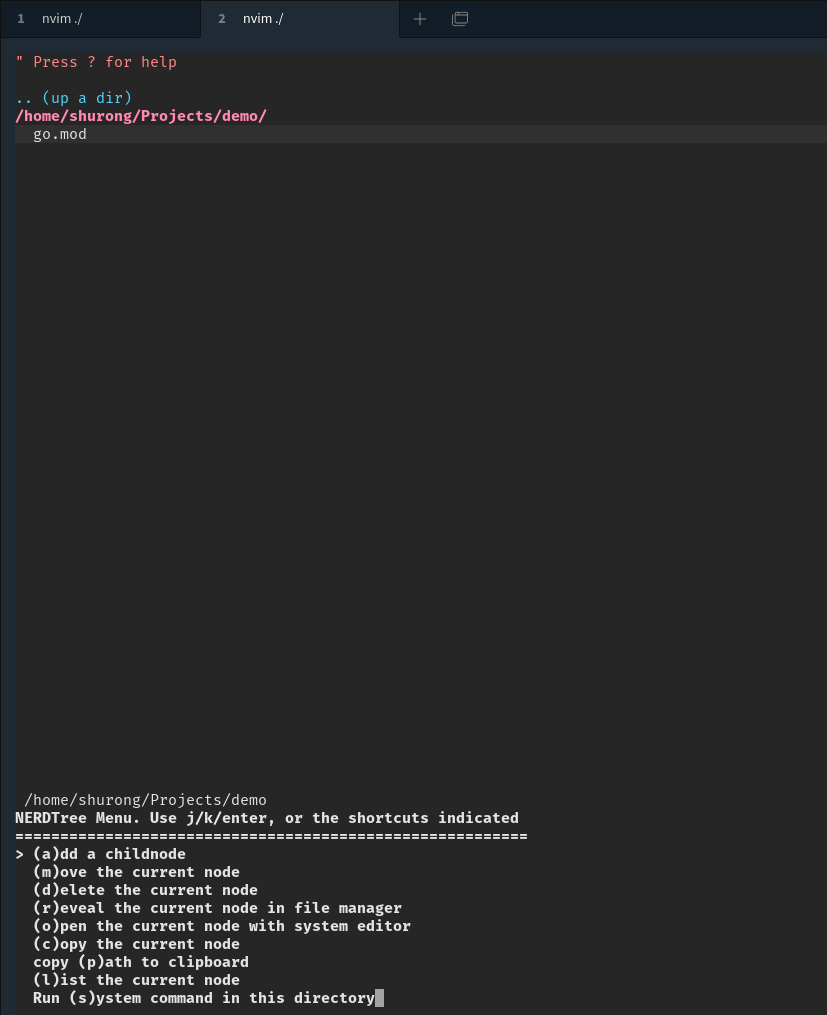 1 nvim ./ 2 nvim ./
" Press ? for help
.. (up a dir)
/home/shurong/Projects/demo/
go.mod
/home/shurong/Projects/demo
NERDTree Menu. Use j/k/enter, or the shortcuts indicated
=========================================================
> (a)dd a childnode
(m)ove the current node
(d)elete the current node
(r)eveal the current node in file manager
(o)pen the current node with system editor
(c)opy the current node
copy (p)ath to clipboard
(l)ist the current node
Run (s)ystem command in this directory